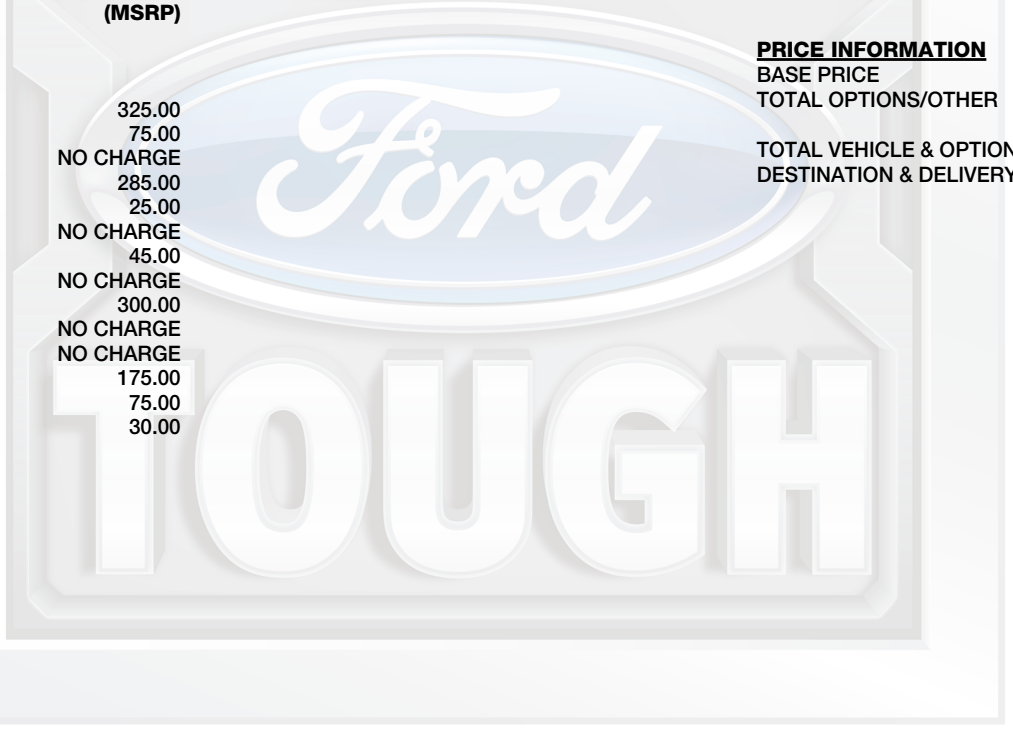 (MSRP)
325.00
75.00
NO CHARGE
285.00
25.00
NO CHARGE
45.00
NO CHARGE
300.00
NO CHARGE
NO CHARGE
175.00
75.00
30.00
PRICE INFORMATION
BASE PRICE
TOTAL OPTIONS/OTHER
TOTAL VEHICLE & OPTION
DESTINATION & DELIVERY
Ford
TOUGH